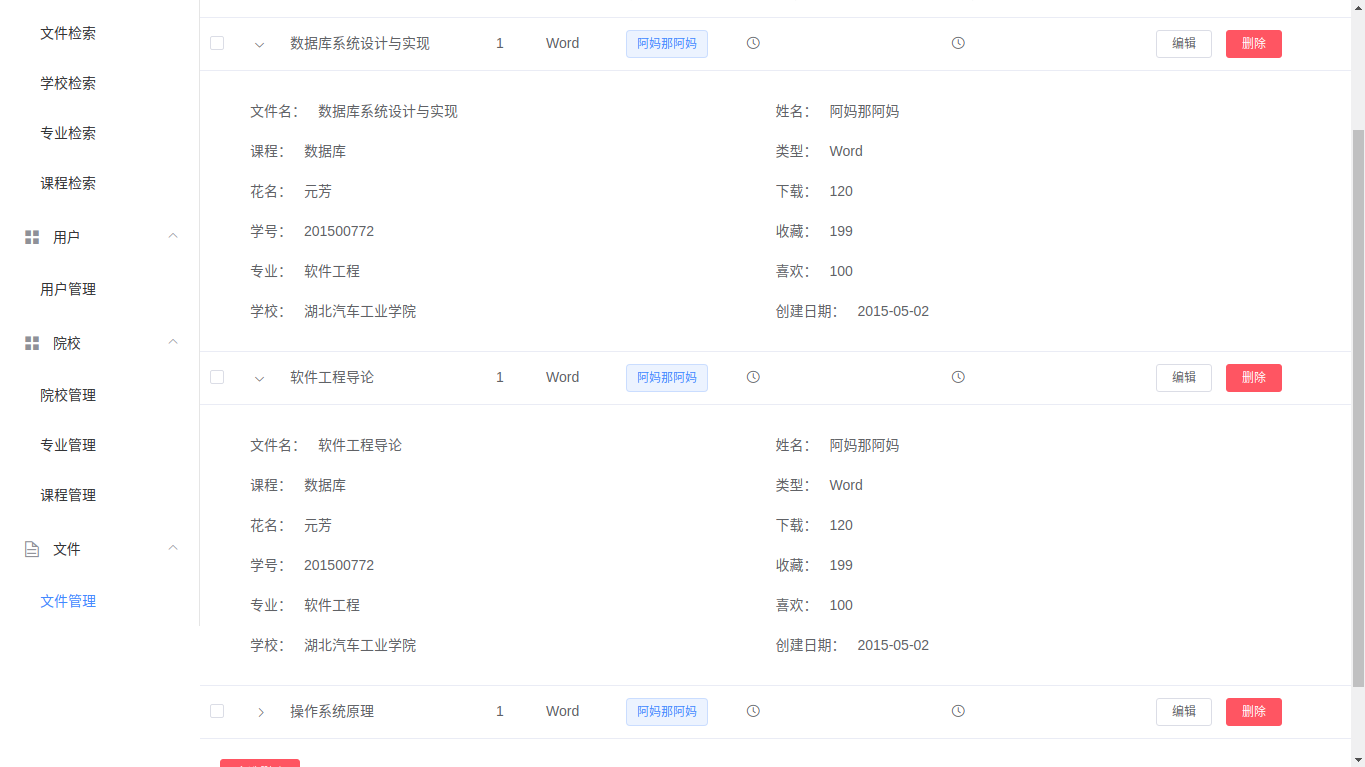 文件检索
学校检索
专业检索
课程检索
用户
用户管理
院校
院校管理
专业管理
课程管理
文件
文件管理
数据库系统设计与实现 1 Word 阿妈那阿妈 编辑 删除
文件名： 数据库系统设计与实现 姓名： 阿妈那阿妈
课程： 数据库 类型： Word
花名： 元芳 下载： 120
学号： 201500772 收藏： 199
专业： 软件工程 喜欢： 100
学校： 湖北汽车工业学院 创建日期： 2015-05-02
软件工程导论 1 Word 阿妈那阿妈 编辑 删除
文件名： 软件工程导论 姓名： 阿妈那阿妈
课程： 数据库 类型： Word
花名： 元芳 下载： 120
学号： 201500772 收藏： 199
专业： 软件工程 喜欢： 100
学校： 湖北汽车工业学院 创建日期： 2015-05-02
操作系统原理 1 Word 阿妈那阿妈 编辑 删除